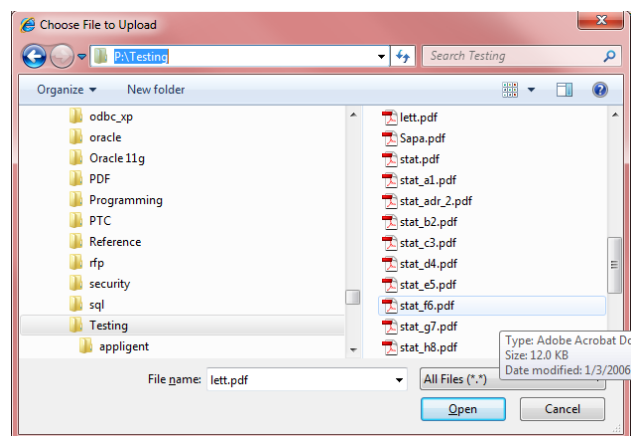 Choose File to Upload
P:\Testing
Search Testing
Organize
New folder
odbc_xp
oracle
Oracle 11g
PDF
Programming
PTC
Reference
rfp
security
sql
Testing
appligent
lett.pdf
Sapa.pdf
stat.pdf
stat_a1.pdf
stat_adr_2.pdf
stat_b2.pdf
stat_c3.pdf
stat_d4.pdf
stat_e5.pdf
stat_f6.pdf
stat_g7.pdf
stat_h8.pdf
Type: Adobe Acrobat Do
Size: 12.0 KB
Date modified: 1/3/2006
File name: lett.pdf
All Files (*.*)
Open
Cancel